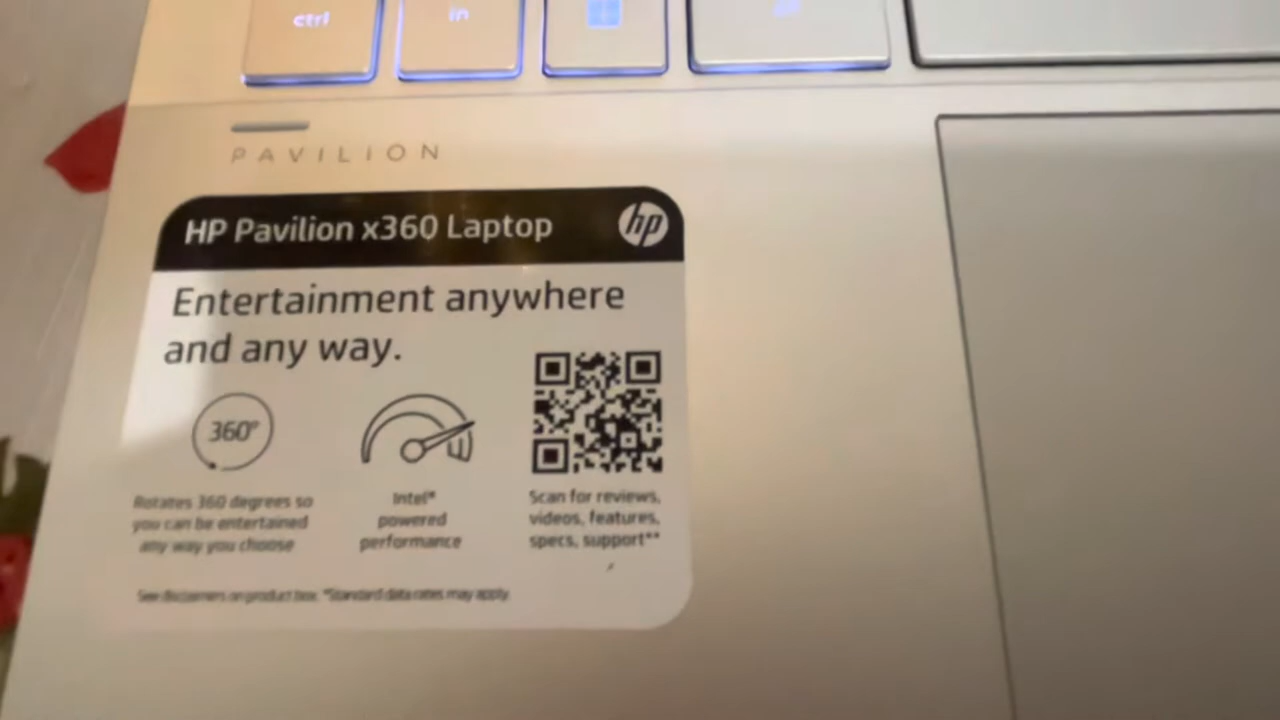 ctrl
PAVILION
HP Pavilion x360 Laptop
hp
Entertainment anywhere
and any way.
360°
Rotates 360 degrees so
you can be entertained
any way you choose
Intel®
powered
performance
Scan for reviews,
videos, features,
specs, support**
See disclaimers on product box. *Standard data rates may apply.